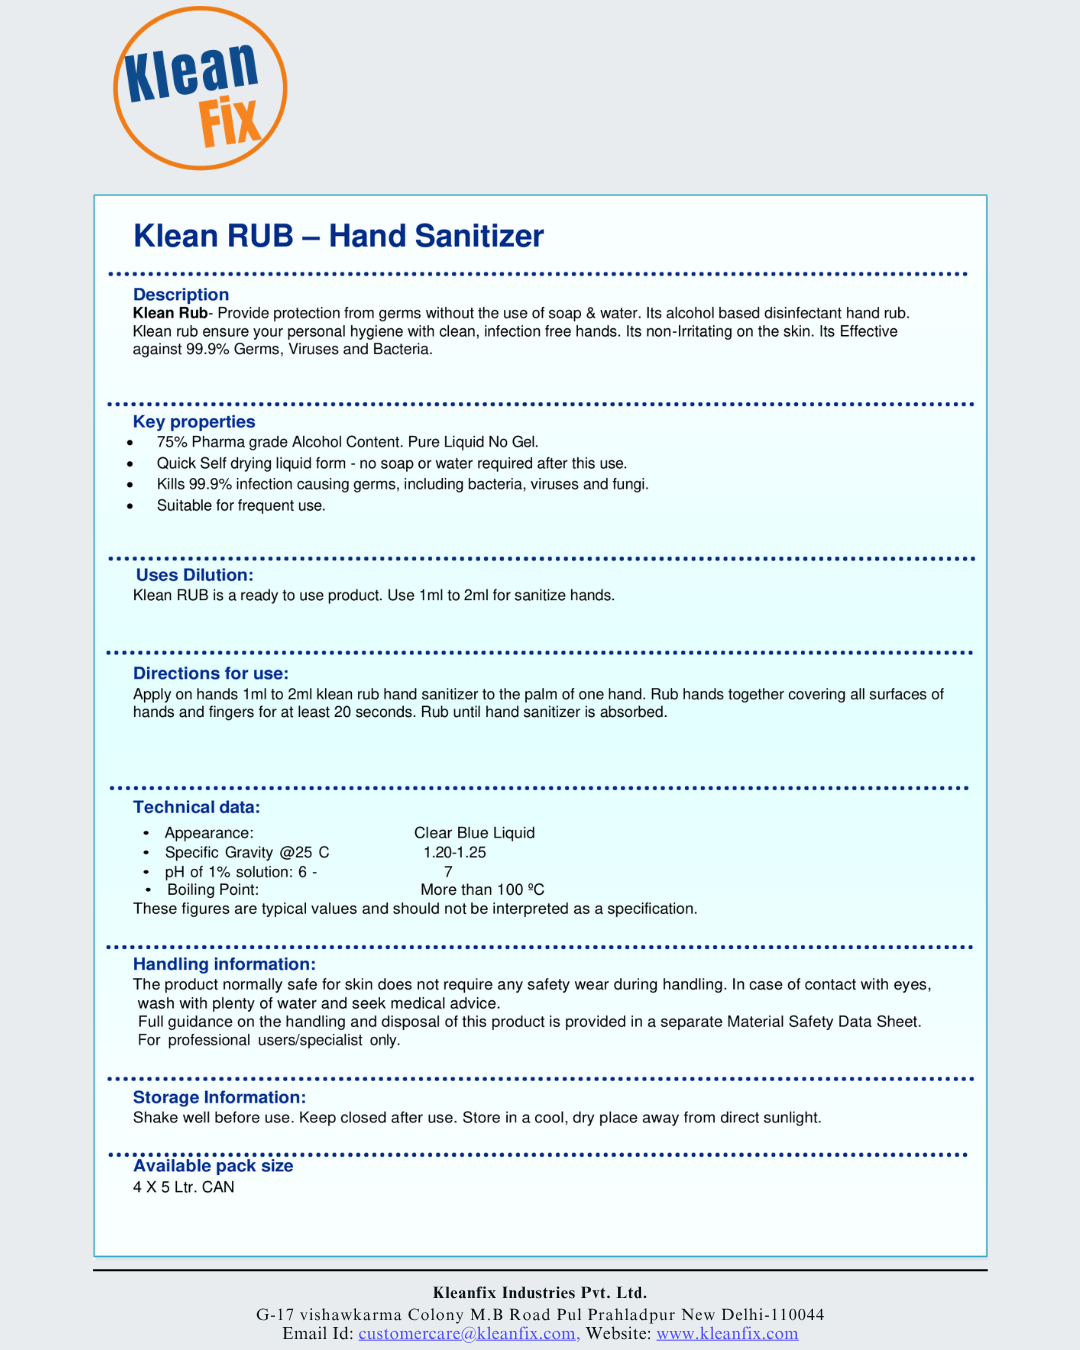 Klean
Fix
Klean RUB – Hand Sanitizer
Description
Klean Rub- Provide protection from germs without the use of soap & water. Its alcohol based disinfectant hand rub.
Klean rub ensure your personal hygiene with clean, infection free hands. Its non-Irritating on the skin. Its Effective
against 99.9% Germs, Viruses and Bacteria.
Key properties
• 75% Pharma grade Alcohol Content. Pure Liquid No Gel.
• Quick Self drying liquid form - no soap or water required after this use.
• Kills 99.9% infection causing germs, including bacteria, viruses and fungi.
• Suitable for frequent use.
Uses Dilution:
Klean RUB is a ready to use product. Use 1ml to 2ml for sanitize hands.
Directions for use:
Apply on hands 1ml to 2ml klean rub hand sanitizer to the palm of one hand. Rub hands together covering all surfaces of
hands and fingers for at least 20 seconds. Rub until hand sanitizer is absorbed.
Technical data:
• Appearance: Clear Blue Liquid
• Specific Gravity @25 C 1.20-1.25
• pH of 1% solution: 6 - 7
• Boiling Point: More than 100 ºC
These figures are typical values and should not be interpreted as a specification.
Handling information:
The product normally safe for skin does not require any safety wear during handling. In case of contact with eyes,
wash with plenty of water and seek medical advice.
Full guidance on the handling and disposal of this product is provided in a separate Material Safety Data Sheet.
For professional users/specialist only.
Storage Information:
Shake well before use. Keep closed after use. Store in a cool, dry place away from direct sunlight.
Available pack size
4 X 5 Ltr. CAN
Kleanfix Industries Pvt. Ltd.
G-17 vishawkarma Colony M.B Road Pul Prahladpur New Delhi-110044
Email Id: customercare@kleanfix.com, Website: www.kleanfix.com